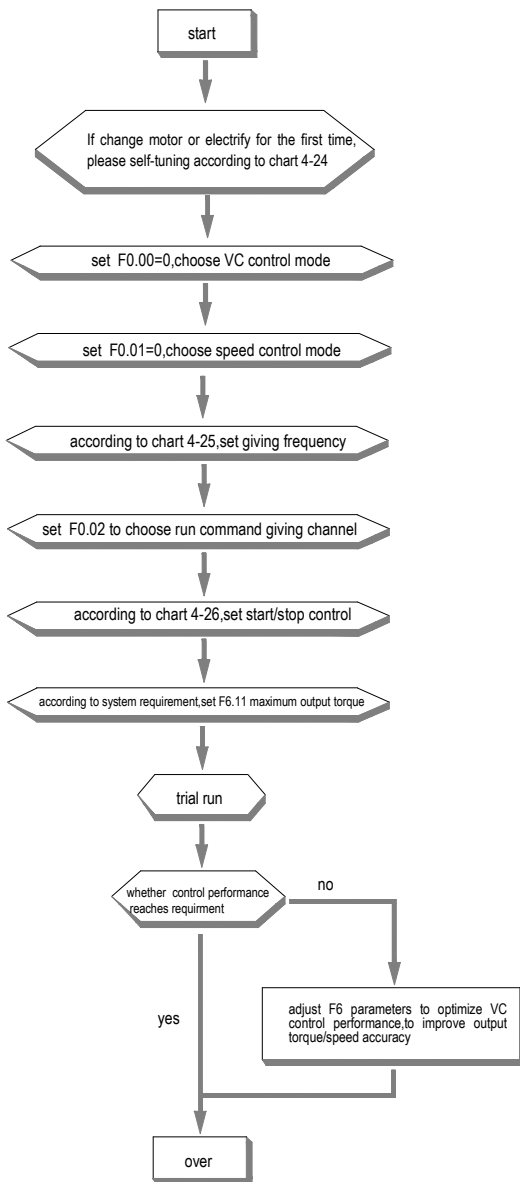 start
If change motor or electrify for the first time,
please self-tuning according to chart 4-24
set F0.00=0,choose VC control mode
set F0.01=0,choose speed control mode
according to chart 4-25,set giving frequency
set F0.02 to choose run command giving channel
according to chart 4-26,set start/stop control
according to system requirement,set F6.11 maximum output torque
trial run
whether control performance
reaches requirment
no
yes
adjust F6 parameters to optimize VC
control performance,to improve output
torque/speed accuracy
over